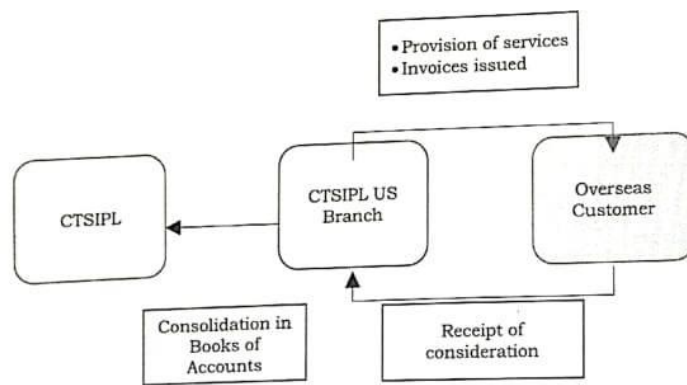 • Provision of services
• Invoices issued
CTSIPL
CTSIPL US
Branch
Overseas
Customer
Consolidation in
Books of
Accounts
Receipt of
consideration